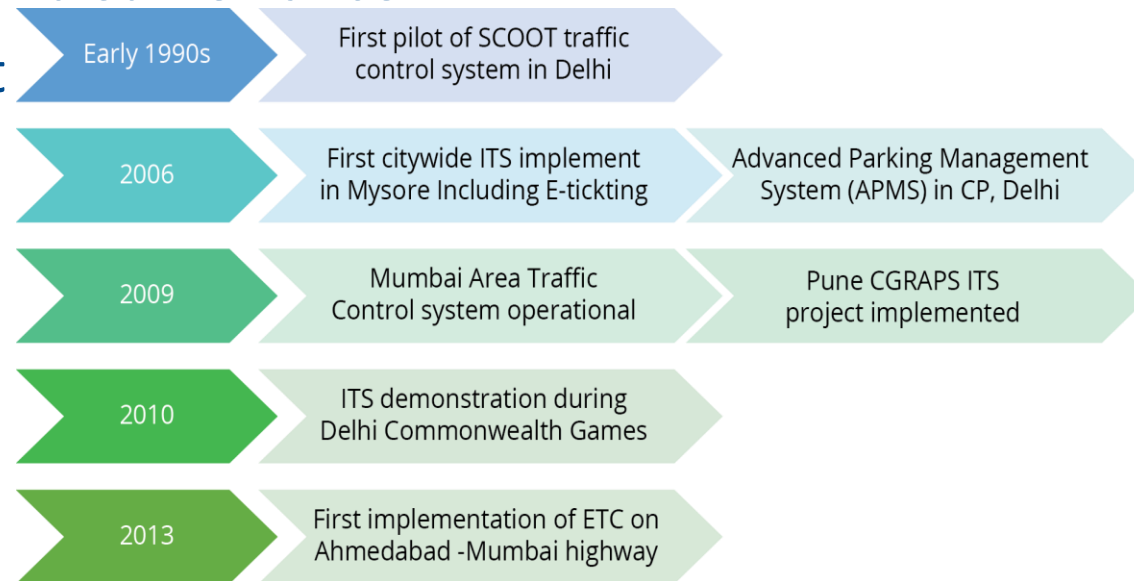 Early 1990s
First pilot of SCOOT traffic
control system in Delhi
2006
First citywide ITS implement
in Mysore Including E-tickting
Advanced Parking Management
System (APMS) in CP, Delhi
2009
Mumbai Area Traffic
Control system operational
Pune CGRAPS ITS
project implemented
2010
ITS demonstration during
Delhi Commonwealth Games
2013
First implementation of ETC on
Ahmedabad -Mumbai highway